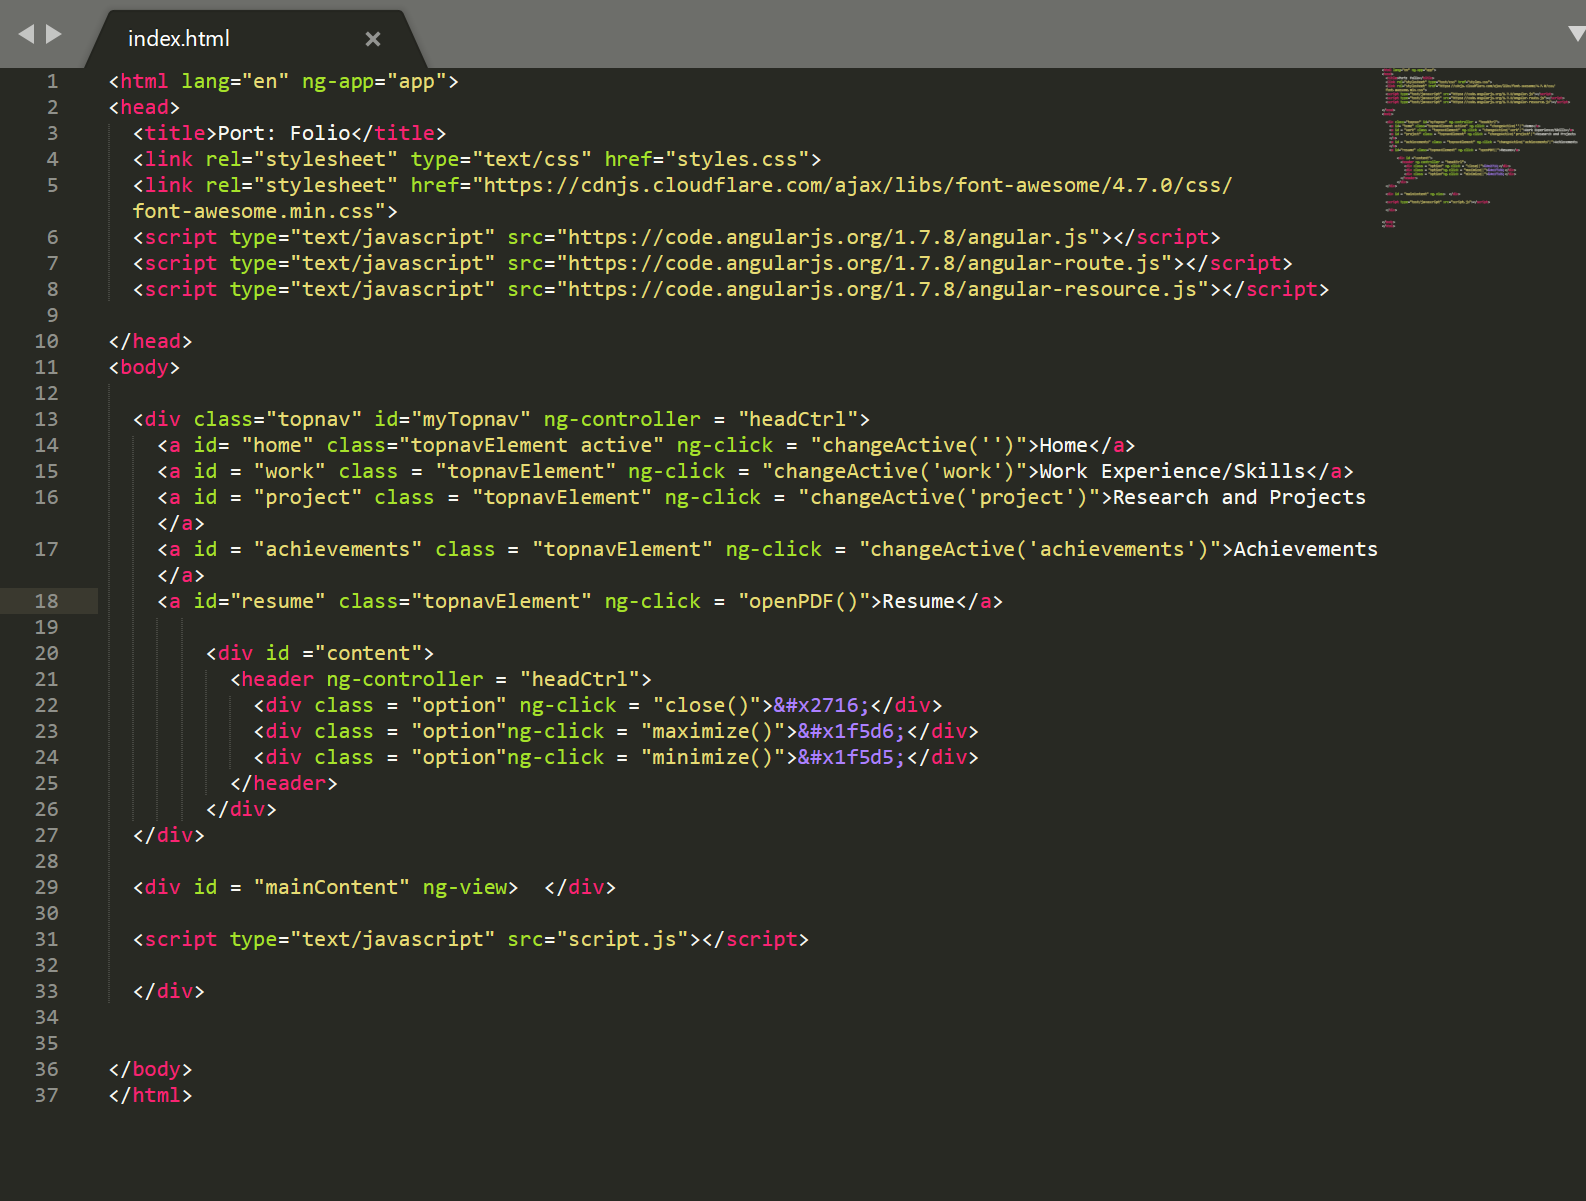 index.html
1 <html lang="en" ng-app="app">
2 <head>
3 <title>Port: Folio</title>
4 <link rel="stylesheet" type="text/css" href="styles.css">
5 <link rel="stylesheet" href="https://cdnjs.cloudflare.com/ajax/libs/font-awesome/4.7.0/css/
font-awesome.min.css">
6 <script type="text/javascript" src="https://code.angularjs.org/1.7.8/angular.js"></script>
7 <script type="text/javascript" src="https://code.angularjs.org/1.7.8/angular-route.js"></script>
8 <script type="text/javascript" src="https://code.angularjs.org/1.7.8/angular-resource.js"></script>
9
10 </head>
11 <body>
12
13 <div class="topnav" id="myTopnav" ng-controller = "headCtrl">
14 <a id= "home" class="topnavElement active" ng-click = "changeActive('')">Home</a>
15 <a id = "work" class = "topnavElement" ng-click = "changeActive('work')">Work Experience/Skills</a>
16 <a id = "project" class = "topnavElement" ng-click = "changeActive('project')">Research and Projects
</a>
17 <a id = "achievements" class = "topnavElement" ng-click = "changeActive('achievements')">Achievements
</a>
18 <a id="resume" class="topnavElement" ng-click = "openPDF()">Resume</a>
19
20 <div id ="content">
21 <header ng-controller = "headCtrl">
22 <div class = "option" ng-click = "close()">&#x2716;</div>
23 <div class = "option"ng-click = "maximize()">&#x1f5d6;</div>
24 <div class = "option"ng-click = "minimize()">&#x1f5d5;</div>
25 </header>
26 </div>
27 </div>
28
29 <div id = "mainContent" ng-view>  </div>
30
31 <script type="text/javascript" src="script.js"></script>
32
33 </div>
34
35
36 </body>
37 </html>